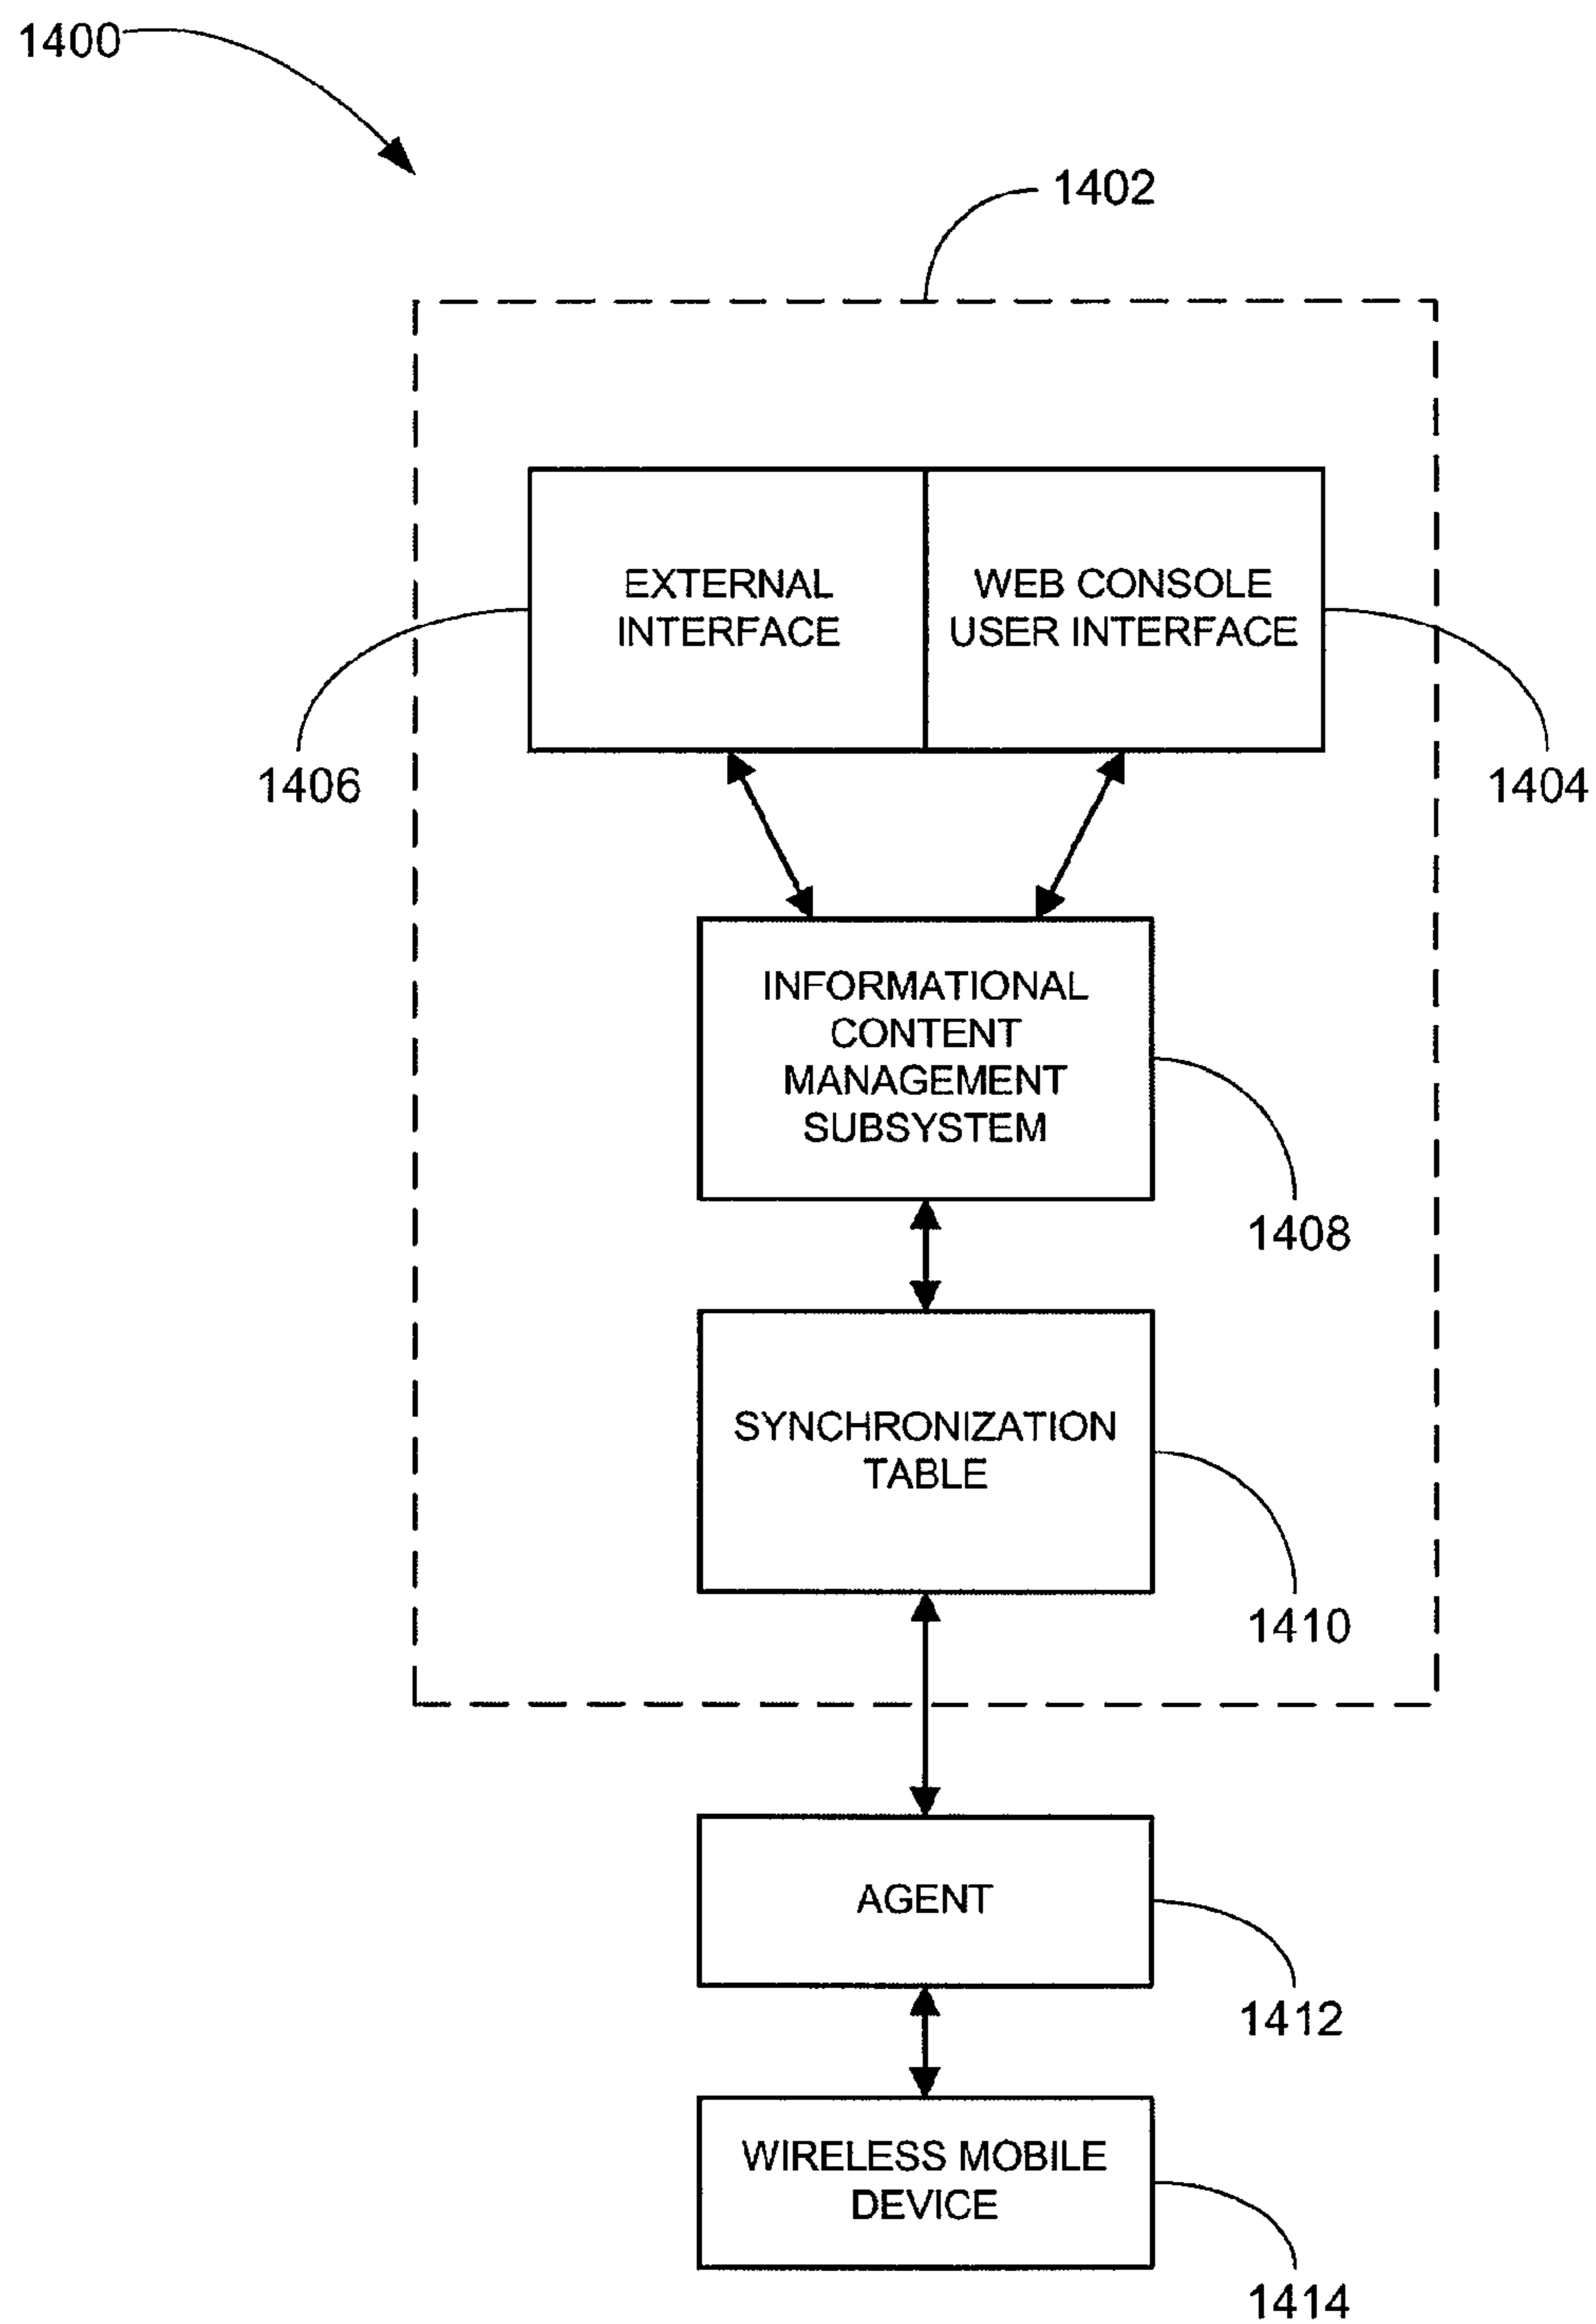 1400
1402
EXTERNAL
INTERFACE
WEB CONSOLE
USER INTERFACE
1406
1404
INFORMATIONAL
CONTENT
MANAGEMENT
SUBSYSTEM
1408
SYNCHRONIZATION
TABLE
1410
AGENT
1412
WIRELESS MOBILE
DEVICE
1414